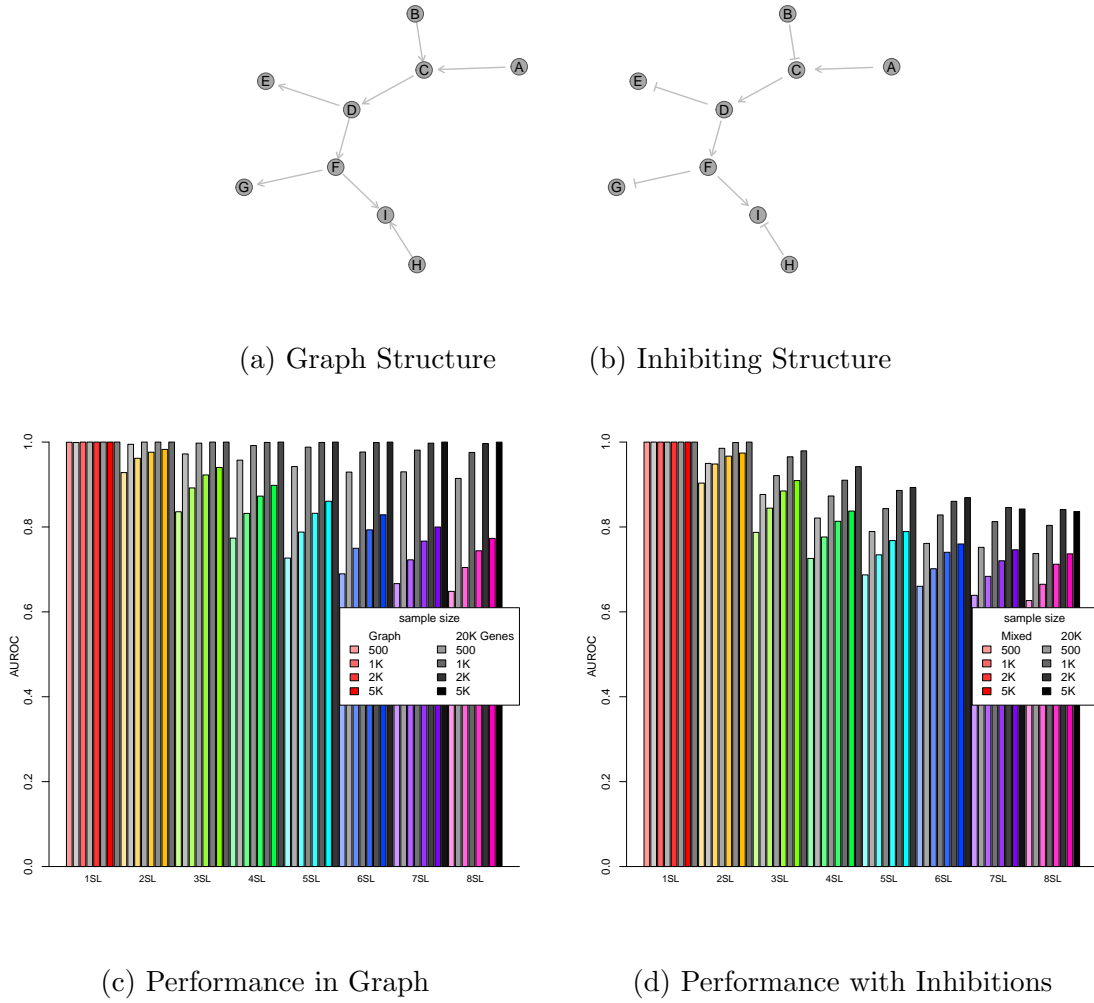 B
C
A
E
D
F
G
I
H
B
C
A
E
D
F
G
I
H
(a) Graph Structure
(b) Inhibiting Structure
AUROC
1.0
0.8
0.6
0.4
0.2
0.0
sample size
Graph 20K Genes
500 500
1K 1K
2K 2K
5K 5K
1SL 2SL 3SL 4SL 5SL 6SL 7SL 8SL
AUROC
1.0
0.8
0.6
0.4
0.2
0.0
sample size
Mixed 20K
500 500
1K 1K
2K 2K
5K 5K
1SL 2SL 3SL 4SL 5SL 6SL 7SL 8SL
(c) Performance in Graph
(d) Performance with Inhibitions